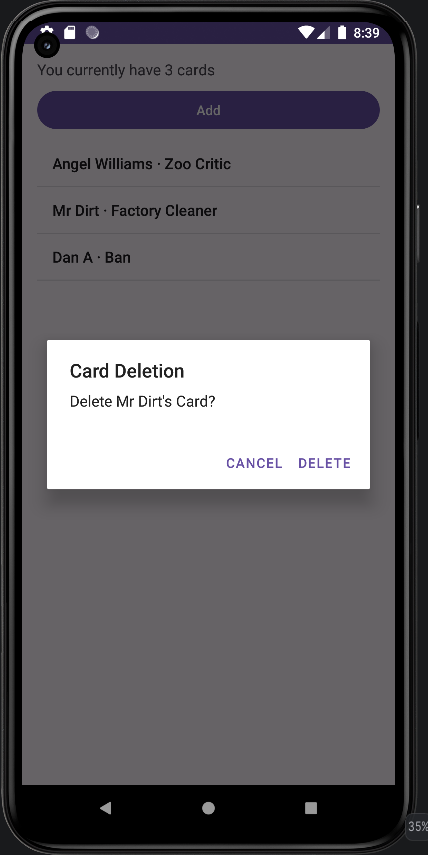 8:39
You currently have 3 cards
Add
Angel Williams · Zoo Critic
Mr Dirt · Factory Cleaner
Dan A · Ban
Card Deletion
Delete Mr Dirt's Card?
CANCEL DELETE
35%